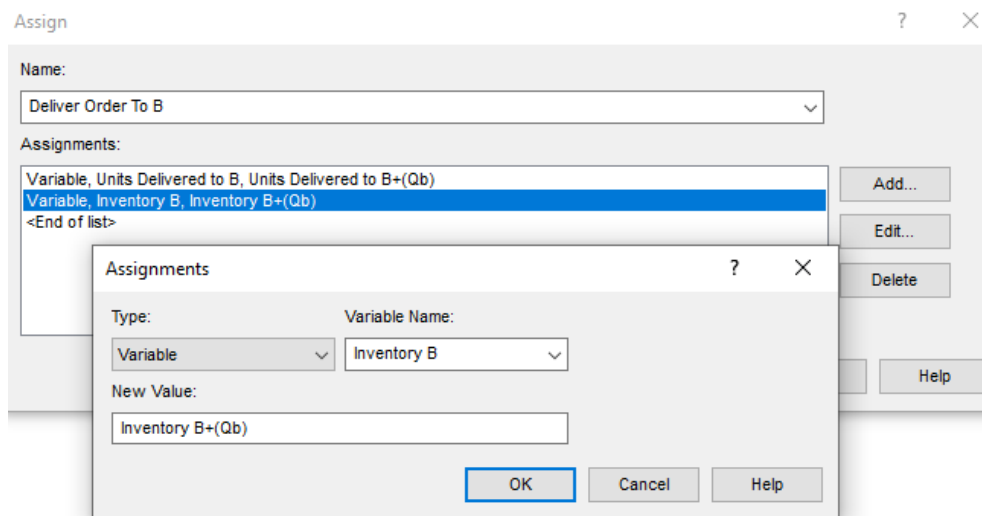 Assign ?
Name:
Deliver Order To B
Assignments:
Variable, Units Delivered to B, Units Delivered to B+(Qb)
Variable, Inventory B, Inventory B+(Qb)
<End of list>
Add...
Edit...
Delete
Help
Assignments ?
Type: Variable Name:
Variable Inventory B
New Value:
Inventory B+(Qb)
OK Cancel Help